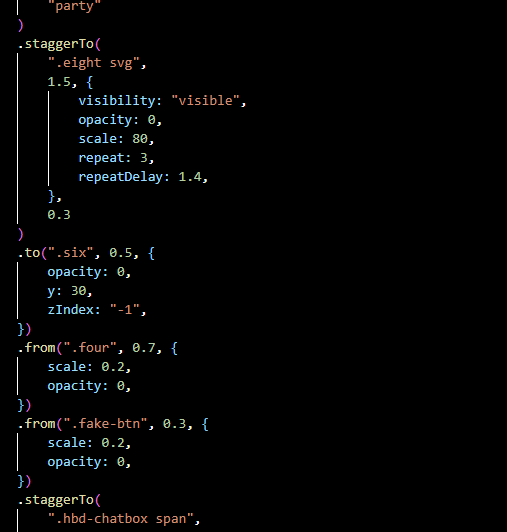 "party"
)
.staggerTo(
".eight svg",
1.5, {
visibility: "visible",
opacity: 0,
scale: 80,
repeat: 3,
repeatDelay: 1.4,
},
0.3
)
.to(".six", 0.5, {
opacity: 0,
y: 30,
zIndex: "-1",
})
.from(".four", 0.7, {
scale: 0.2,
opacity: 0,
})
.from(".fake-btn", 0.3, {
scale: 0.2,
opacity: 0,
})
.staggerTo(
".hbd-chatbox span",